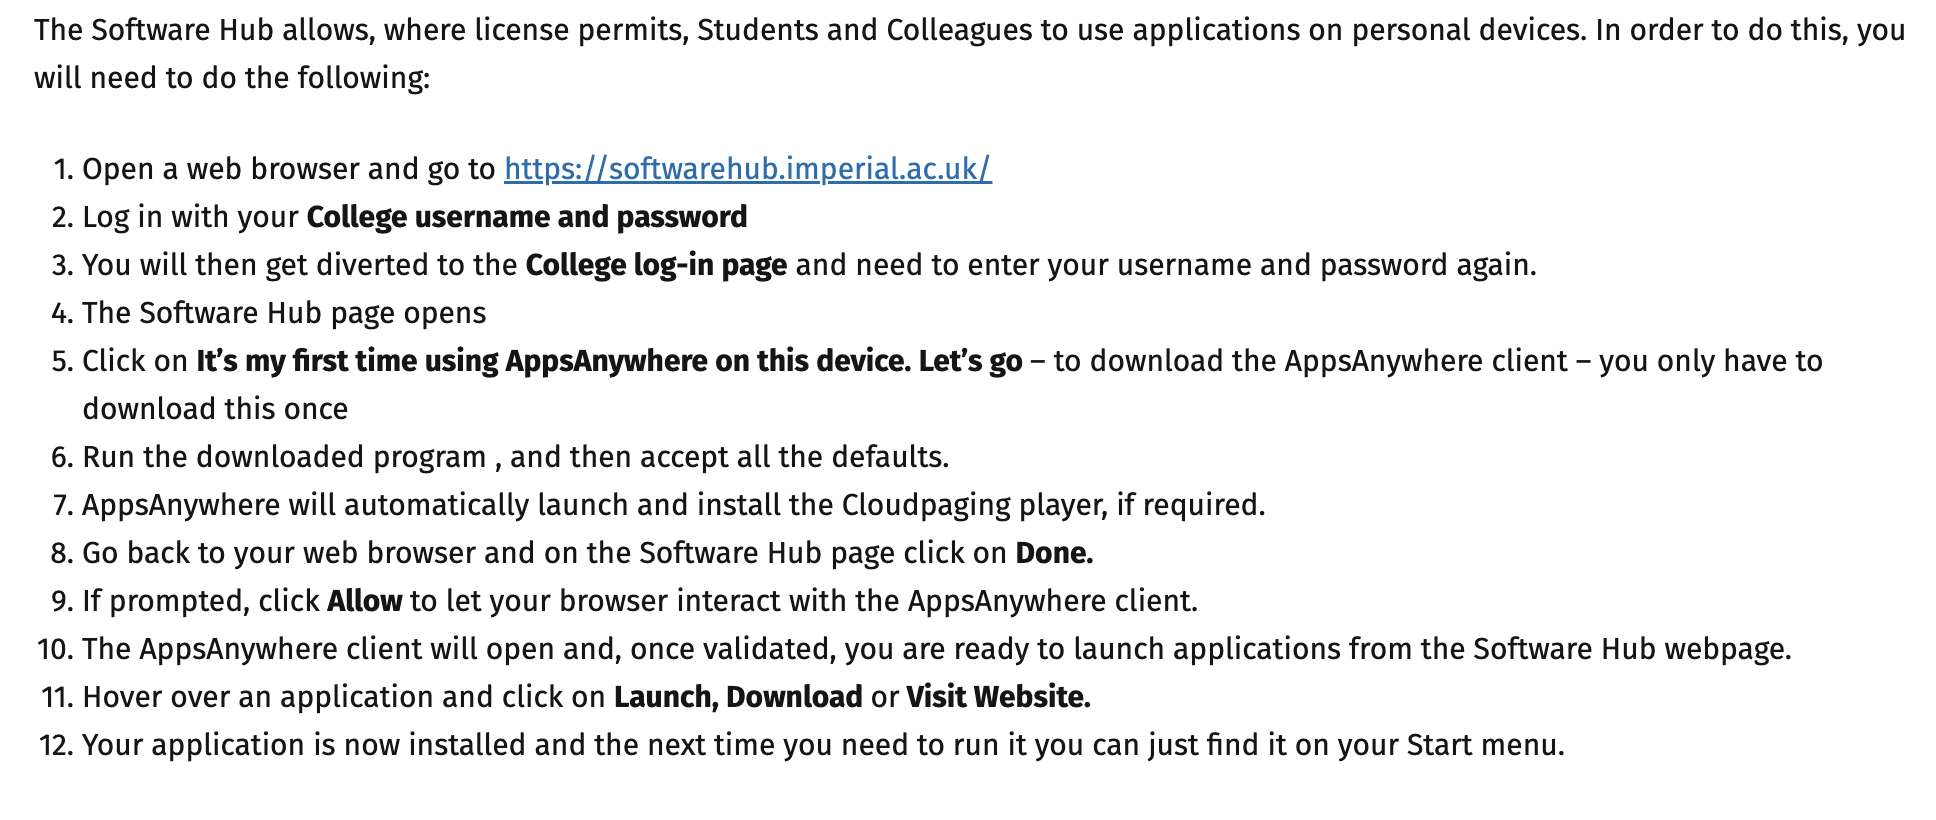 The Software Hub allows, where license permits, Students and Colleagues to use applications on personal devices. In order to do this, you
will need to do the following:
1. Open a web browser and go to https://softwarehub.imperial.ac.uk/
2. Log in with your College username and password
3. You will then get diverted to the College log-in page and need to enter your username and password again.
4. The Software Hub page opens
5. Click on It’s my first time using AppsAnywhere on this device. Let’s go – to download the AppsAnywhere client – you only have to
download this once
6. Run the downloaded program , and then accept all the defaults.
7. AppsAnywhere will automatically launch and install the Cloudpaging player, if required.
8. Go back to your web browser and on the Software Hub page click on Done.
9. If prompted, click Allow to let your browser interact with the AppsAnywhere client.
10. The AppsAnywhere client will open and, once validated, you are ready to launch applications from the Software Hub webpage.
11. Hover over an application and click on Launch, Download or Visit Website.
12. Your application is now installed and the next time you need to run it you can just find it on your Start menu.